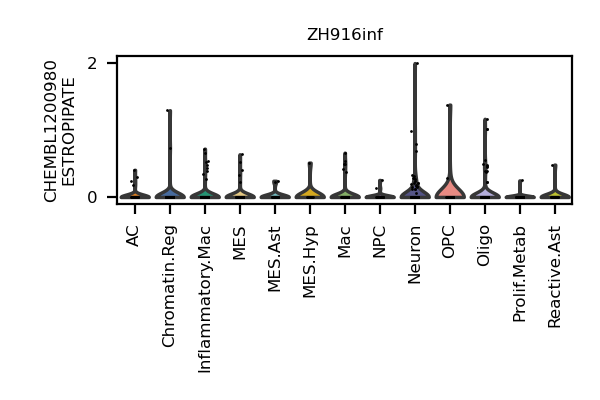 ZH916inf
CHEMBL1200980
ESTROPIPATE
2
0
AC
Chromatin.Reg
Inflammatory.Mac
MES
MES.Ast
MES.Hyp
Mac
NPC
Neuron
OPC
Oligo
Prolif.Metab
Reactive.Ast